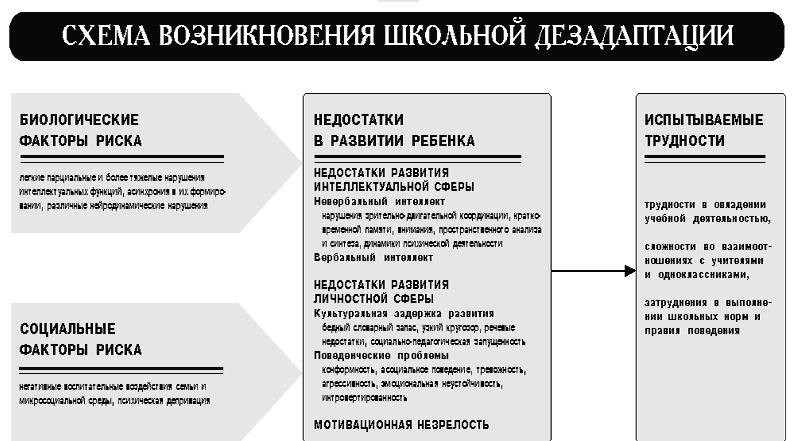 СХЕМА ВОЗНИКНОВЕНИЯ ШКОЛЬНОЙ ДЕЗАДАПТАЦИИ
БИОЛОГИЧЕСКИЕ
ФАКТОРЫ РИСКА
легкие парциальные и более тяжелые нарушения
интеллектуальных функций, асинхрония в их формиро-
вании, различные нейродинамические нарушения
СОЦИАЛЬНЫЕ
ФАКТОРЫ РИСКА
негативные воспитательные воздействия семьи и
микросоциальной среды, психическая депривация
НЕДОСТАТКИ
В РАЗВИТИИ РЕБЕНКА
НЕДОСТАТКИ РАЗВИТИЯ
ИНТЕЛЛЕКТУАЛЬНОЙ СФЕРЫ
Невербальный интеллект
нарушения зрительно-двигательной координации, кратко-
временной памяти, внимания, пространственного анализа
и синтеза, динамики психической деятельности
Вербальный интеллект
НЕДОСТАТКИ РАЗВИТИЯ
ЛИЧНОСТНОЙ СФЕРЫ
Культуральная задержка развития
бедный словарный запас, узкий кругозор, речевые
недостатки, социально-педагогическая запущенность
Поведенческие проблемы
конформность, асоциальное поведение, тревожность,
агрессивность, эмоциональная неустойчивость,
интровертированность
МОТИВАЦИОННАЯ НЕЗРЕЛОСТЬ
ИСПЫТЫВАЕМЫЕ
ТРУДНОСТИ
трудности в овладении
учебной деятельностью,
сложности во взаимоот-
ношениях с учителями
и одноклассниками,
затруднения в выполне-
нии школьных норм и
правил поведения